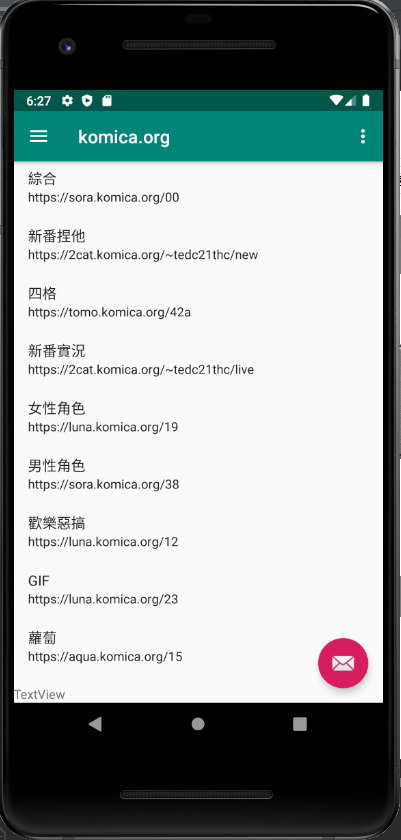 6:27
komica.org
綜合
https://sora.komica.org/00
新番捏他
https://2cat.komica.org/~tedc21thc/new
四格
https://tomo.komica.org/42a
新番實況
https://2cat.komica.org/~tedc21thc/live
女性角色
https://luna.komica.org/19
男性角色
https://sora.komica.org/38
歡樂惡搞
https://luna.komica.org/12
GIF
https://luna.komica.org/23
蘿蔔
https://aqua.komica.org/15
TextView